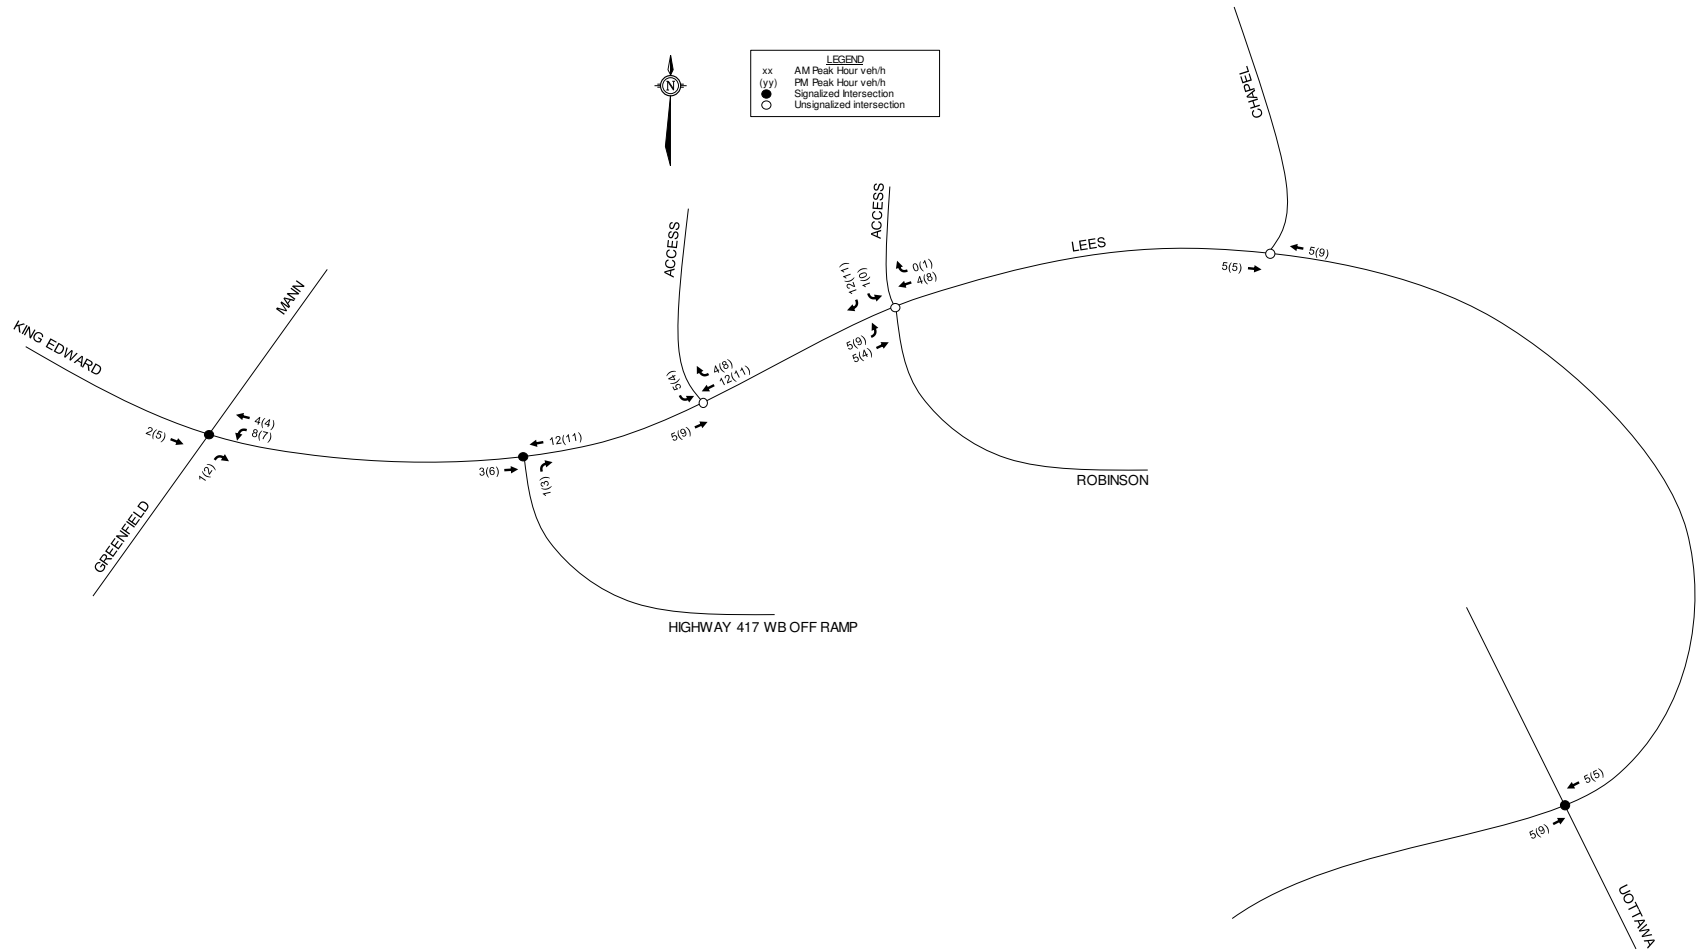 LEGEND
xx AM Peak Hour veh/h
(yy) PM Peak Hour veh/h
Signalized Intersection
Unsignalized intersection
N
CHAPEL
ACCESS
ACCESS
LEES
5(9)
5(5)
0(1)
4(8)
12(11)
1(0)
5(9)
5(4)
MANN
KING EDWARD
4(8)
12(11)
5(4)
5(9)
4(4)
8(7)
2(5)
1(2)
12(11)
3(6)
1(3)
ROBINSON
GREENFIELD
HIGHWAY 417 WB OFF RAMP
5(5)
5(9)
UOTTAWA